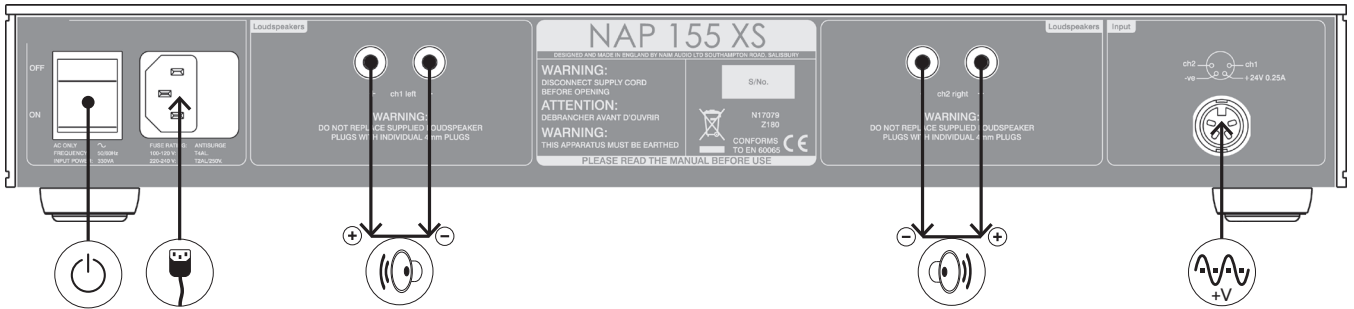 Loudspeakers
Loudspeakers
Input
OFF
ON
AC ONLY
FREQUENCY: 50/60Hz
INPUT POWER: 330VA
FUSE RATING: ANTISURGE
100-120 V: T4AL
220-240 V: T2AL/250V
+ ch1 left -
WARNING:
DO NOT REPLACE SUPPLIED LOUDSPEAKER
PLUGS WITH INDIVIDUAL 4mm PLUGS
NAP 155 XS
DESIGNED AND MADE IN ENGLAND BY NAIM AUDIO LTD SOUTHAMPTON ROAD, SALISBURY
WARNING:
DISCONNECT SUPPLY CORD
BEFORE OPENING
ATTENTION:
DEBRANCHER AVANT D'OUVRIR
WARNING:
THIS APPARATUS MUST BE EARTHED
S/No.
N17079
Z180
CONFORMS
TO EN 60065
CE
PLEASE READ THE MANUAL BEFORE USE
ch2 right
WARNING:
DO NOT REPLACE SUPPLIED LOUDSPEAKER
PLUGS WITH INDIVIDUAL 4mm PLUGS
ch2 ch1
-ve +24V 0.25A
+ -
- +
+V